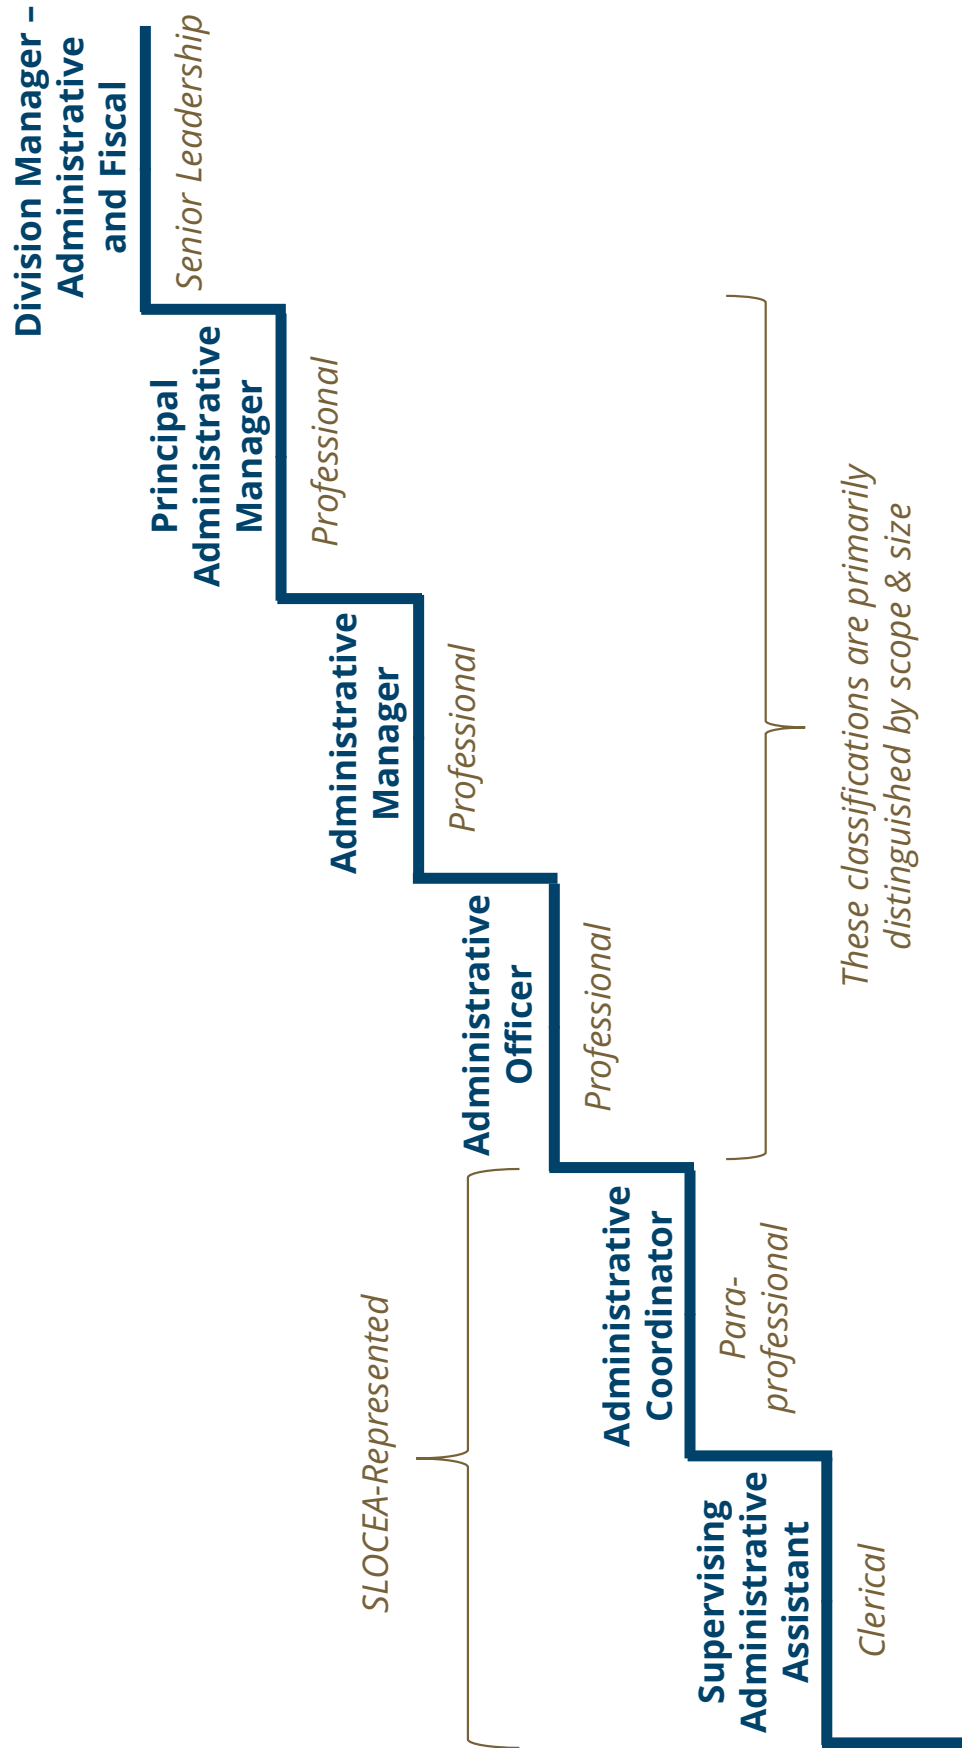 SLOCEA-Represented
Supervising
Administrative
Assistant
Clerical
Administrative
Coordinator
Para-
professional
Administrative
Officer
Professional
Administrative
Manager
Professional
Principal
Administrative
Manager
Professional
Division Manager –
Administrative
and Fiscal
Senior Leadership
These classifications are primarily
distinguished by scope & size